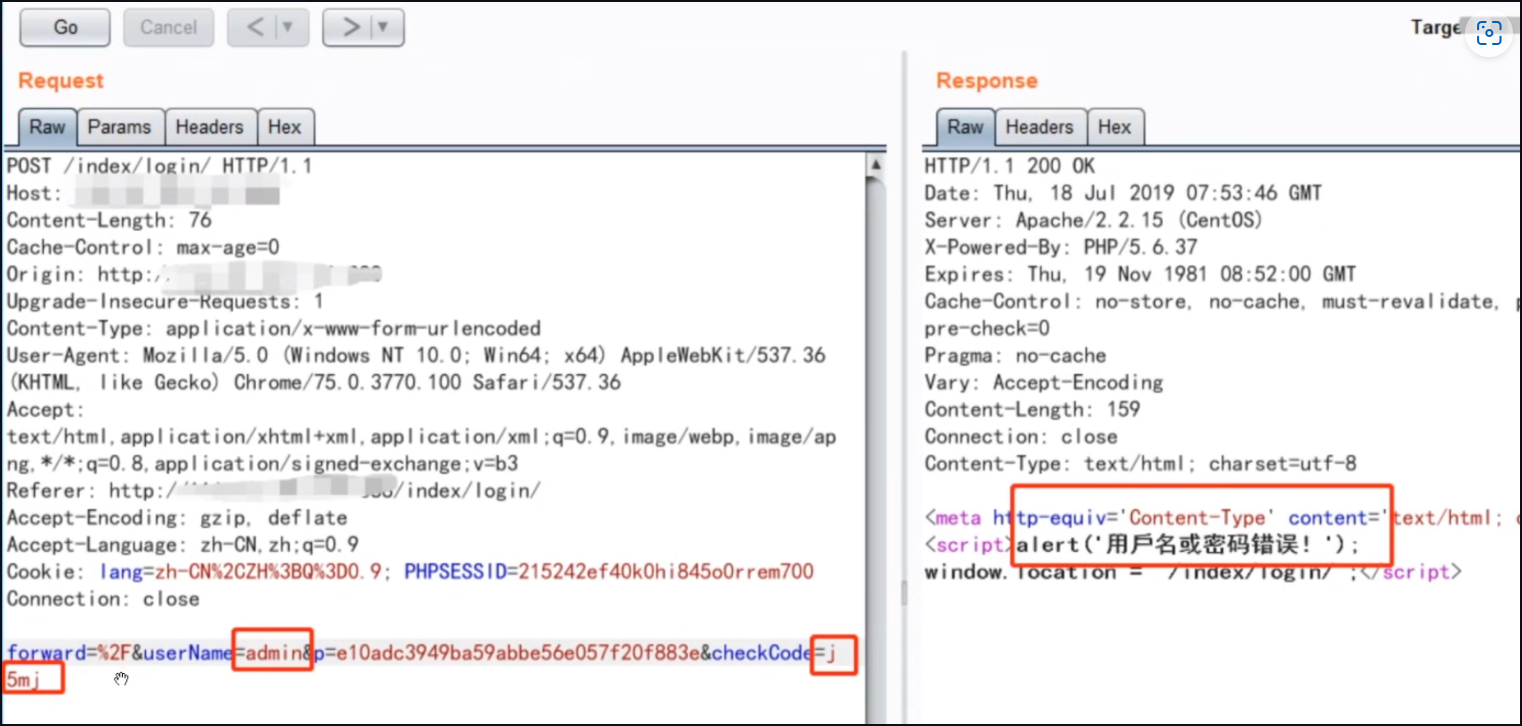 Go
Cancel
<
>
Targe
Request
Response
Raw Params Headers Hex
Raw Headers Hex
POST /index/login/ HTTP/1.1
Host:
Content-Length: 76
Cache-Control: max-age=0
Origin: http:/
Upgrade-Insecure-Requests: 1
Content-Type: application/x-www-form-urlencoded
User-Agent: Mozilla/5.0 (Windows NT 10.0; Win64; x64) AppleWebKit/537.36
(KHTML, like Gecko) Chrome/75.0.3770.100 Safari/537.36
Accept:
text/html,application/xhtml+xml,application/xml;q=0.9,image/webp,image/ap
ng,*/*;q=0.8,application/signed-exchange;v=b3
Referer: http:/ /index/login/
Accept-Encoding: gzip, deflate
Accept-Language: zh-CN,zh;q=0.9
Cookie: lang=zh-CN%2CZH%3BQ%3D0.9; PHPSESSID=215242ef40k0hi845o0rrem700
Connection: close
forward=%2F&userName=admin&p=e10adc3949ba59abbe56e057f20f883e&checkCode=j
5mj
HTTP/1.1 200 OK
Date: Thu, 18 Jul 2019 07:53:46 GMT
Server: Apache/2.2.15 (CentOS)
X-Powered-By: PHP/5.6.37
Expires: Thu, 19 Nov 1981 08:52:00 GMT
Cache-Control: no-store, no-cache, must-revalidate,
pre-check=0
Pragma: no-cache
Vary: Accept-Encoding
Content-Length: 159
Connection: close
Content-Type: text/html; charset=utf-8
<meta http-equiv='Content-Type' content='text/html;
<script>alert('用戶名或密码错误！');
window.location = /index/login/ ;</script>